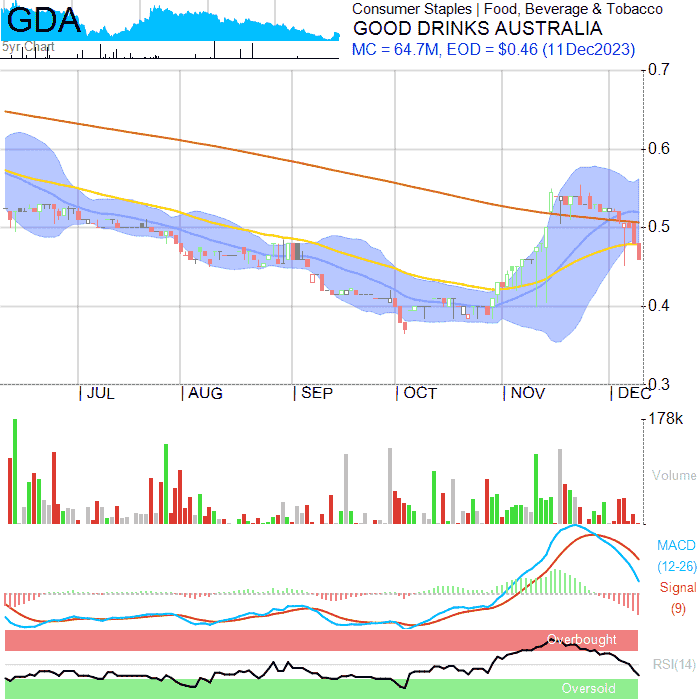 GDA
5yr Chart
Consumer Staples | Food, Beverage & Tobacco
GOOD DRINKS AUSTRALIA
MC = 64.7M, EOD = $0.46 (11Dec2023)
0.7
0.6
0.5
0.4
0.3
JUL AUG SEP OCT NOV DEC
178k
Volume
MACD
(12-26)
Signal
(9)
Overbought
RSI(14)
Oversold